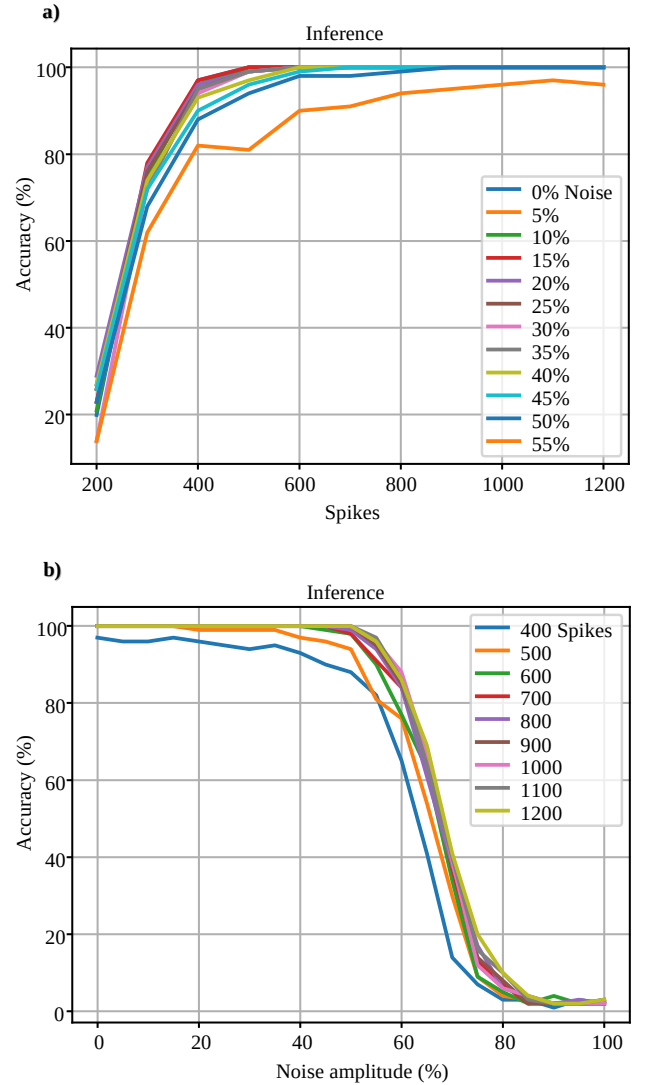 a)
Inference
100
80
60
40
20
Accuracy (%)
0% Noise
5%
10%
15%
20%
25%
30%
35%
40%
45%
50%
55%
200 400 600 800 1000 1200
Spikes
b)
Inference
100
80
60
40
20
0
Accuracy (%)
400 Spikes
500
600
700
800
900
1000
1100
1200
0 20 40 60 80 100
Noise amplitude (%)